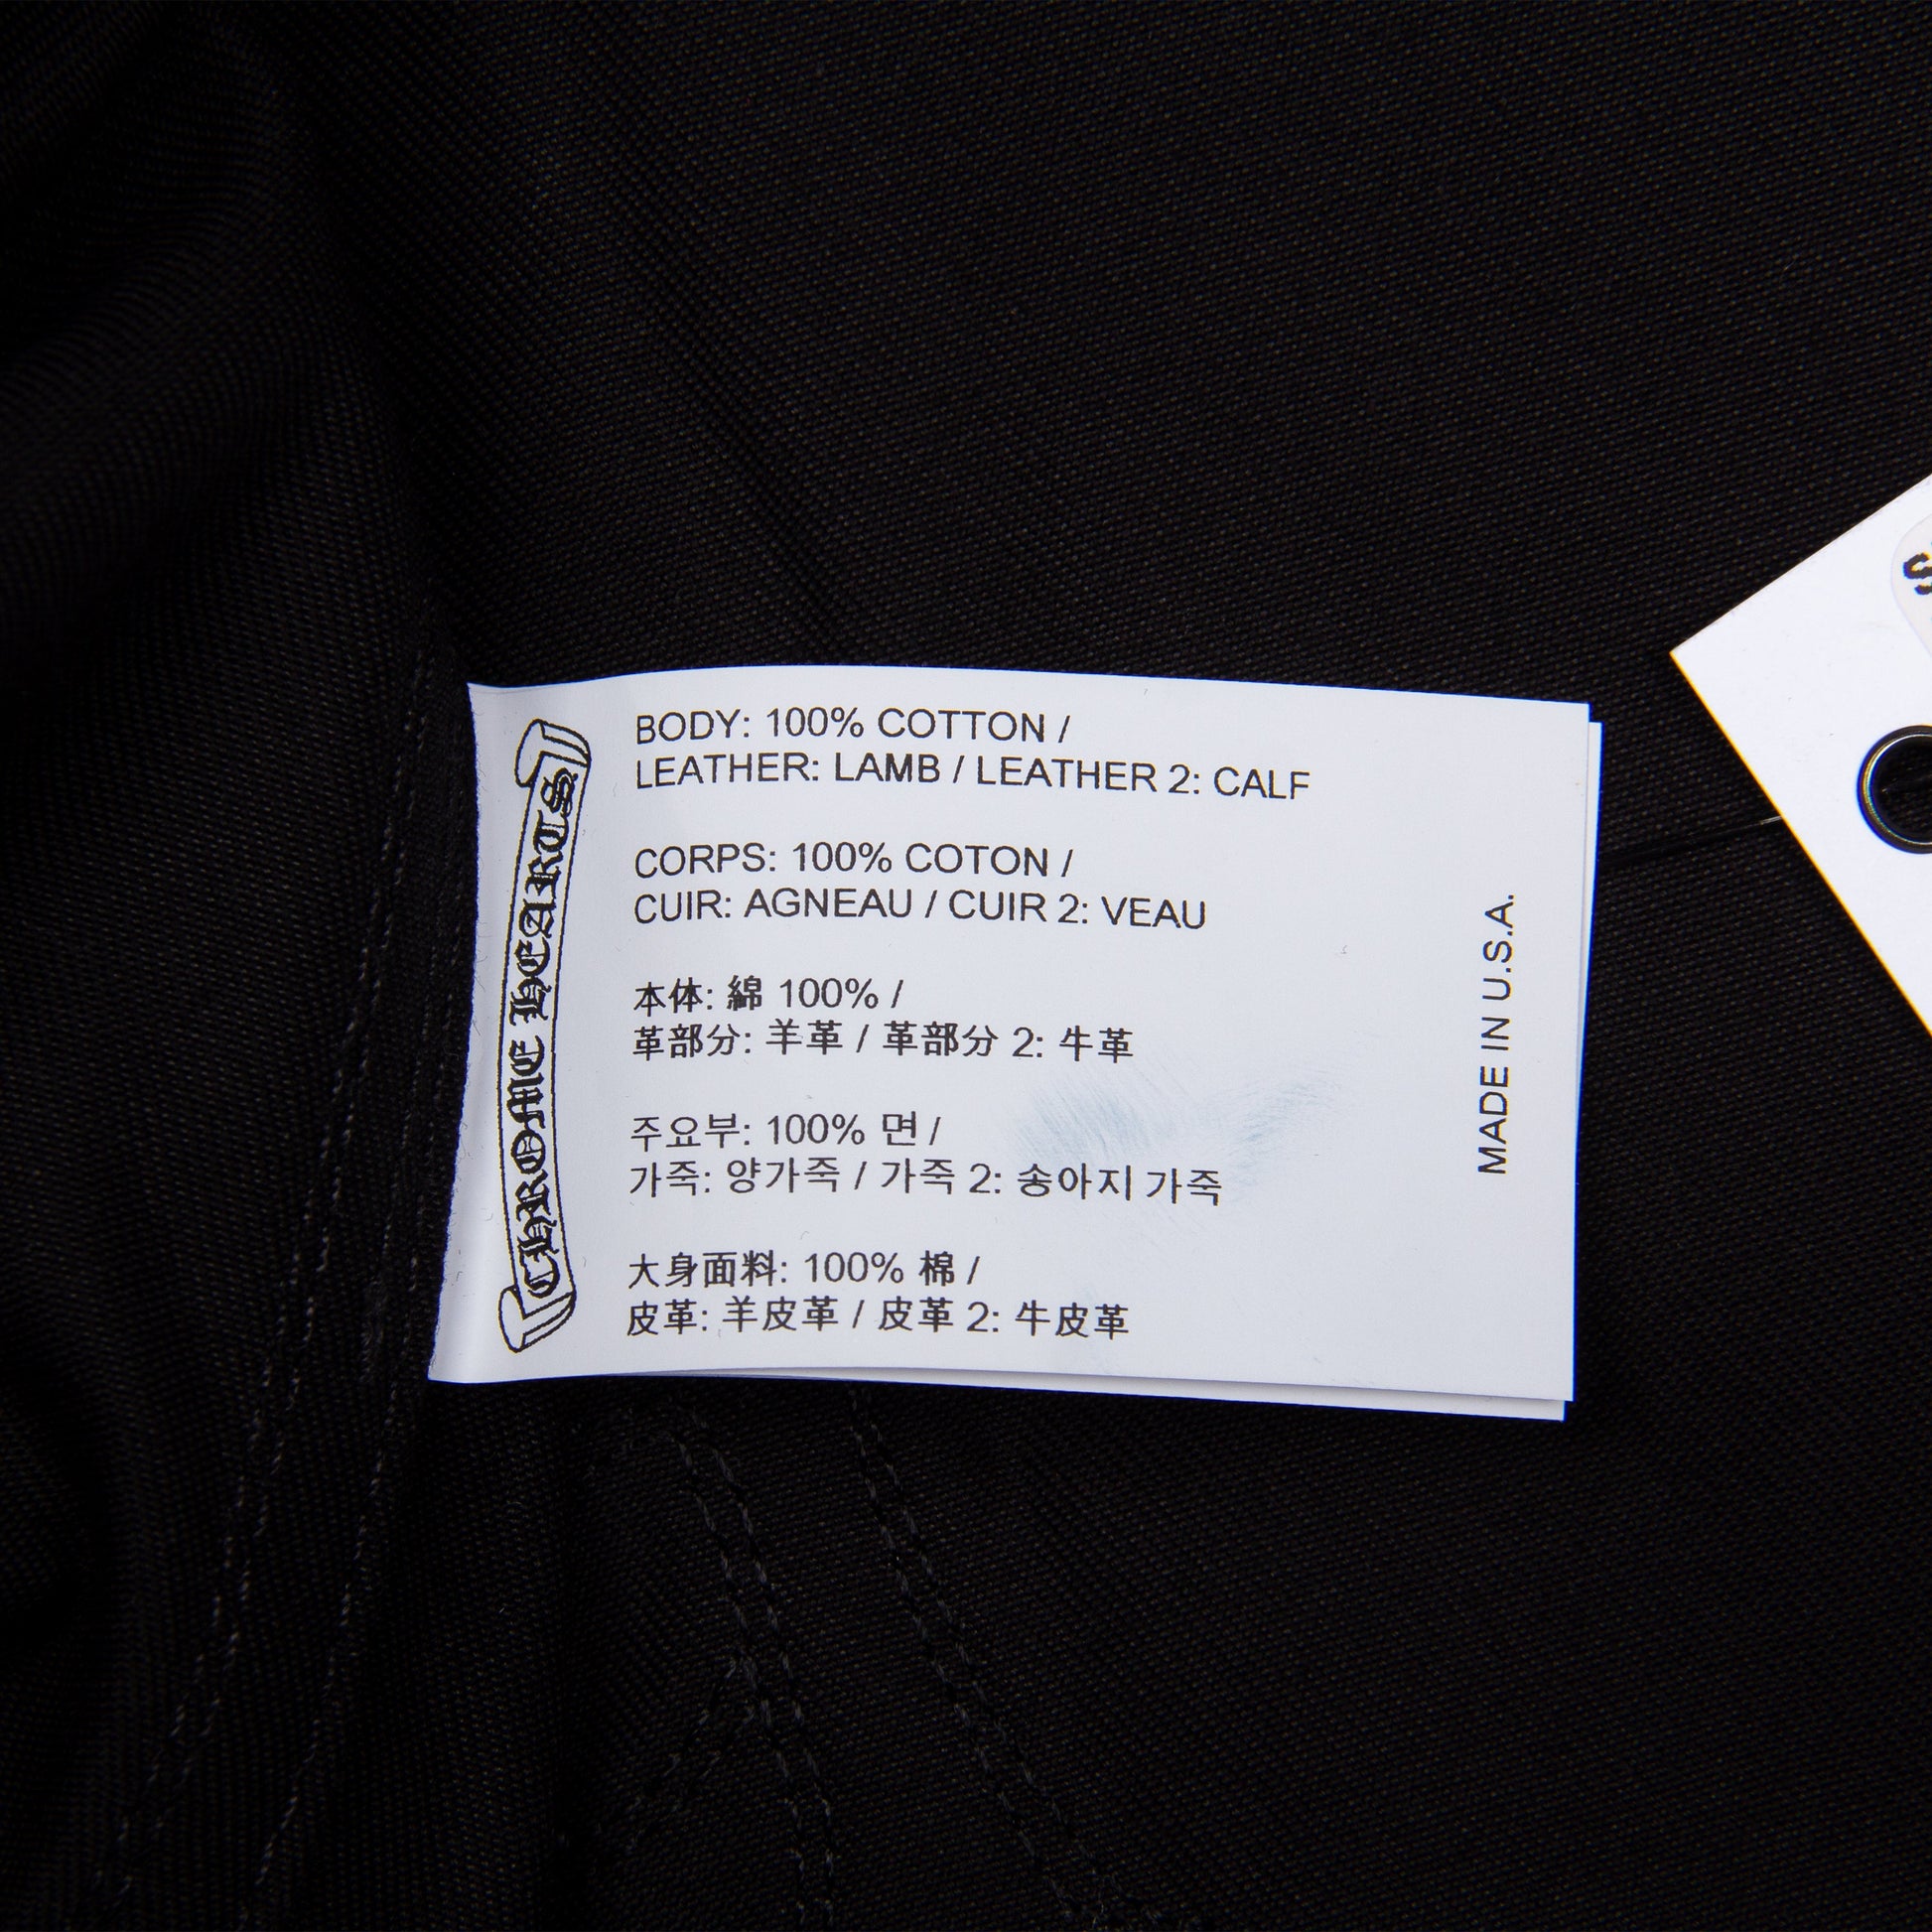 CHROME HEARTS
BODY: 100% COTTON /
LEATHER: LAMB / LEATHER 2: CALF
CORPS: 100% COTON /
CUIR: AGNEAU / CUIR 2: VEAU
本体: 綿 100% /
革部分: 羊革 / 革部分 2: 牛革
주요부: 100% 면 /
가죽: 양가죽 / 가죽 2: 송아지 가죽
大身面料: 100% 棉 /
皮革: 羊皮革 / 皮革 2: 牛皮革
MADE IN U.S.A.